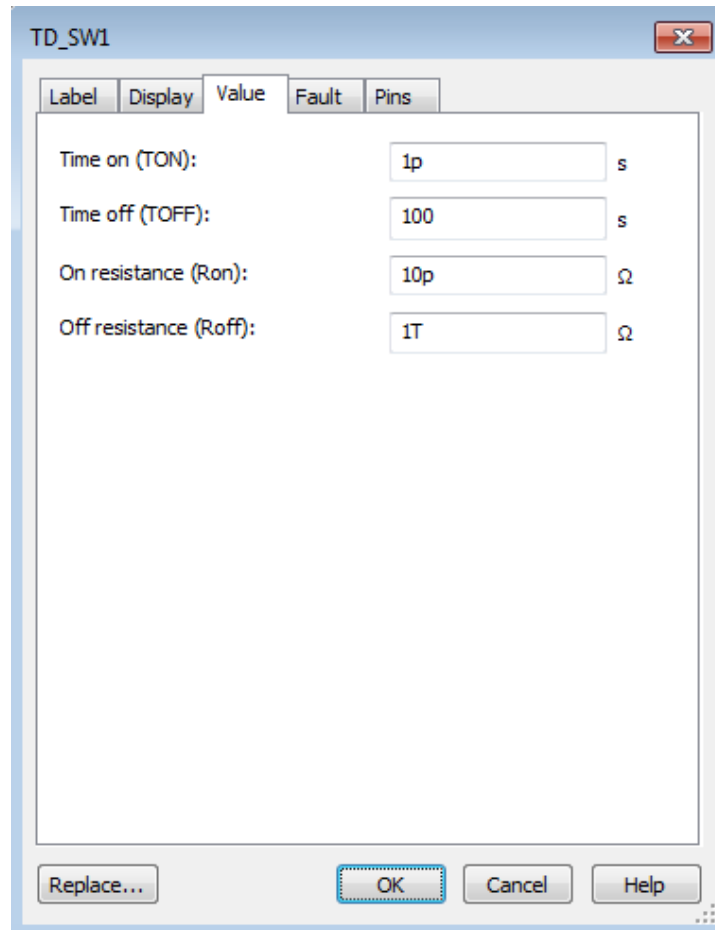 TD_SW1
Label Display Value Fault Pins
Time on (TON): 1p s
Time off (TOFF): 100 s
On resistance (Ron): 10p Ω
Off resistance (Roff): 1T Ω
Replace... OK Cancel Help